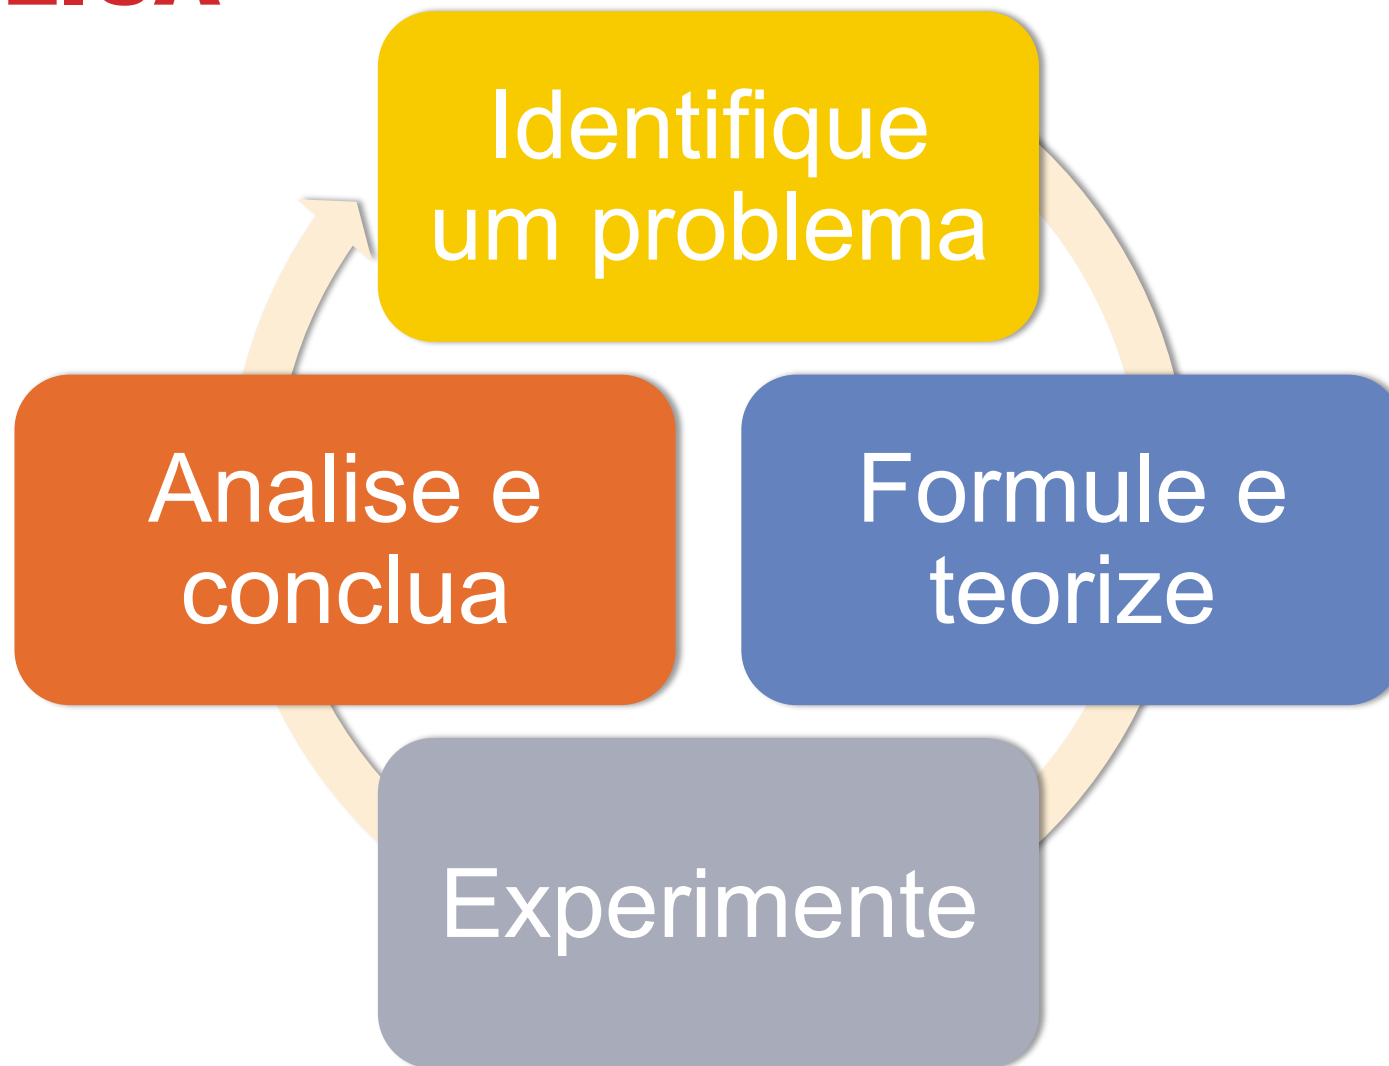 Identifique
um problema
Formule e
teorize
Experimente
Analise e
conclua